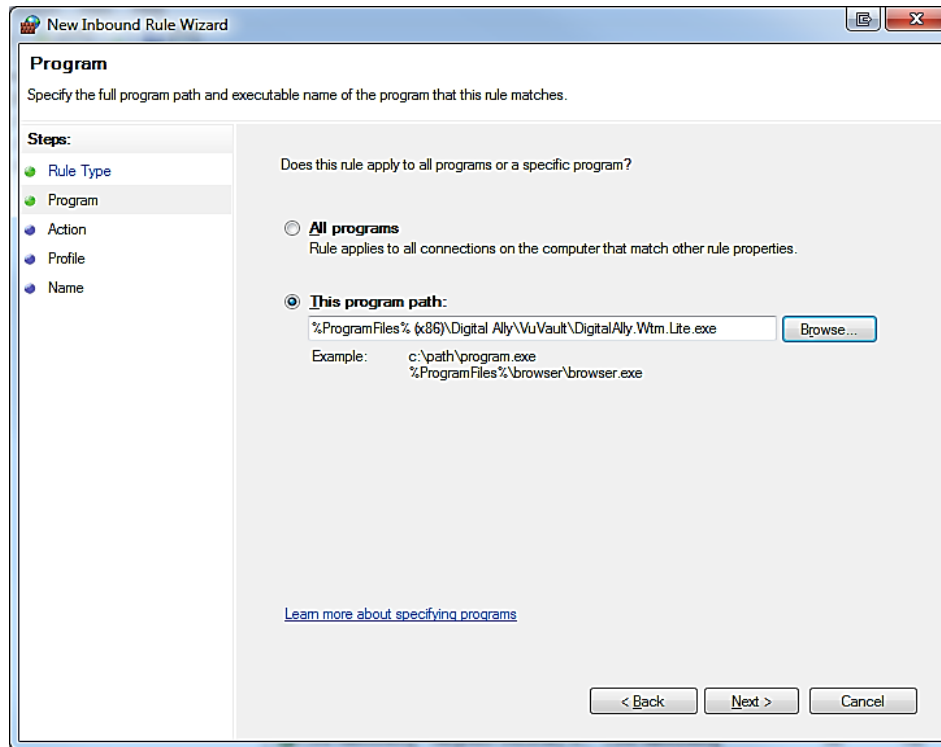 New Inbound Rule Wizard
Program
Specify the full program path and executable name of the program that this rule matches.
Steps:
Rule Type
Program
Action
Profile
Name
Does this rule apply to all programs or a specific program?
All programs
Rule applies to all connections on the computer that match other rule properties.
This program path:
%ProgramFiles% (x86)\Digital Ally\VuVault\DigitalAlly.Wtm.Lite.exe
Browse...
Example: c:\path\program.exe
%ProgramFiles%\browser\browser.exe
Learn more about specifying programs
< Back Next > Cancel